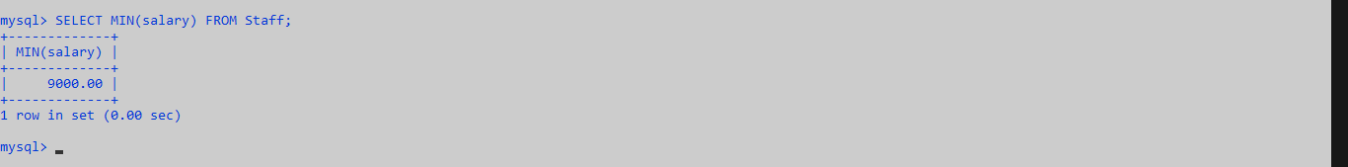 mysql> SELECT MIN(salary) FROM Staff;
+-------------+
| MIN(salary) |
+-------------+
|     9000.00 |
+-------------+
1 row in set (0.00 sec)
mysql>